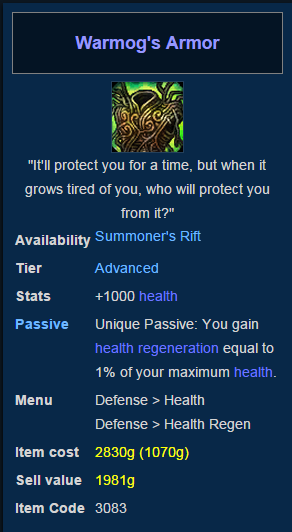 Warmog's Armor
"It'll protect you for a time, but when it
grows tired of you, who will protect you
from it?"
Availability Summoner's Rift
Tier Advanced
Stats +1000 health
Passive Unique Passive: You gain
health regeneration equal to
1% of your maximum health.
Menu Defense > Health
Defense > Health Regen
Item cost 2830g (1070g)
Sell value 1981g
Item Code 3083